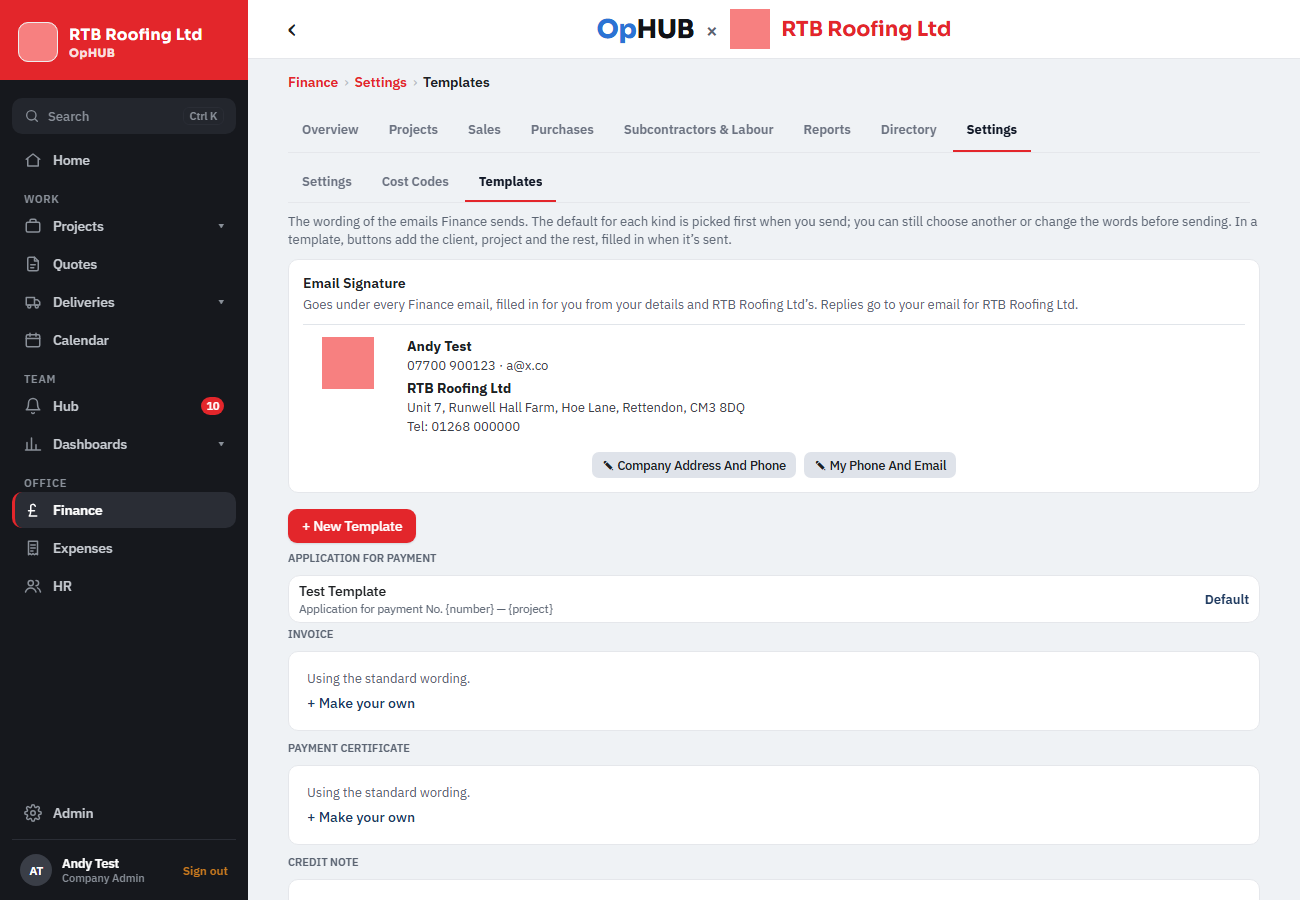 RTB Roofing Ltd
OpHUB
Search Ctrl K
Home
WORK
Projects
Quotes
Deliveries
Calendar
TEAM
Hub 10
Dashboards
OFFICE
£ Finance
Expenses
HR
Admin
AT Andy Test
Company Admin
Sign out
OpHUB × RTB Roofing Ltd
Finance › Settings › Templates
Overview Projects Sales Purchases Subcontractors & Labour Reports Directory Settings
Settings Cost Codes Templates
The wording of the emails Finance sends. The default for each kind is picked first when you send; you can still choose another or change the words before sending. In a
template, buttons add the client, project and the rest, filled in when it’s sent.
Email Signature
Goes under every Finance email, filled in for you from your details and RTB Roofing Ltd’s. Replies go to your email for RTB Roofing Ltd.
Andy Test
07700 900123 · a@x.co
RTB Roofing Ltd
Unit 7, Runwell Hall Farm, Hoe Lane, Rettendon, CM3 8DQ
Tel: 01268 000000
Company Address And Phone My Phone And Email
+ New Template
APPLICATION FOR PAYMENT
Test Template
Application for payment No. {number} — {project}
Default
INVOICE
Using the standard wording.
+ Make your own
PAYMENT CERTIFICATE
Using the standard wording.
+ Make your own
CREDIT NOTE